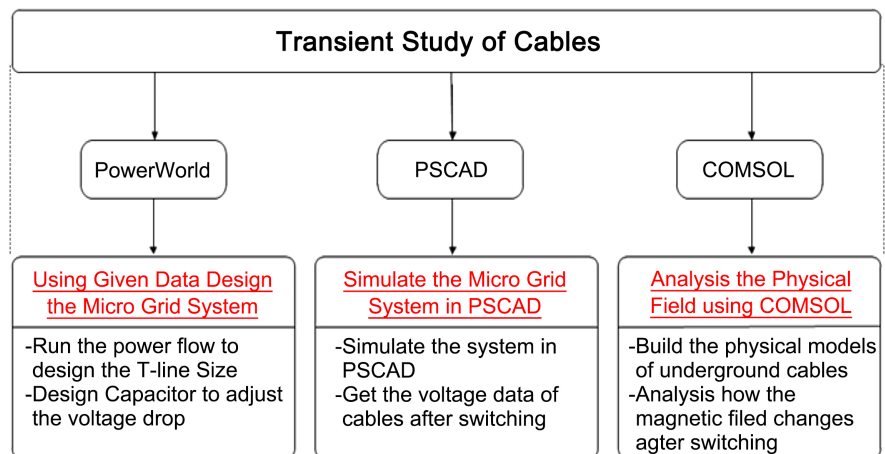 Transient Study of Cables
PowerWorld
PSCAD
COMSOL
Using Given Data Design
the Micro Grid System
-Run the power flow to
design the T-line Size
-Design Capacitor to adjust
the voltage drop
Simulate the Micro Grid
System in PSCAD
-Simulate the system in
PSCAD
-Get the voltage data of
cables after switching
Analysis the Physical
Field using COMSOL
-Build the physical models
of underground cables
-Analysis how the
magnetic filed changes
agter switching